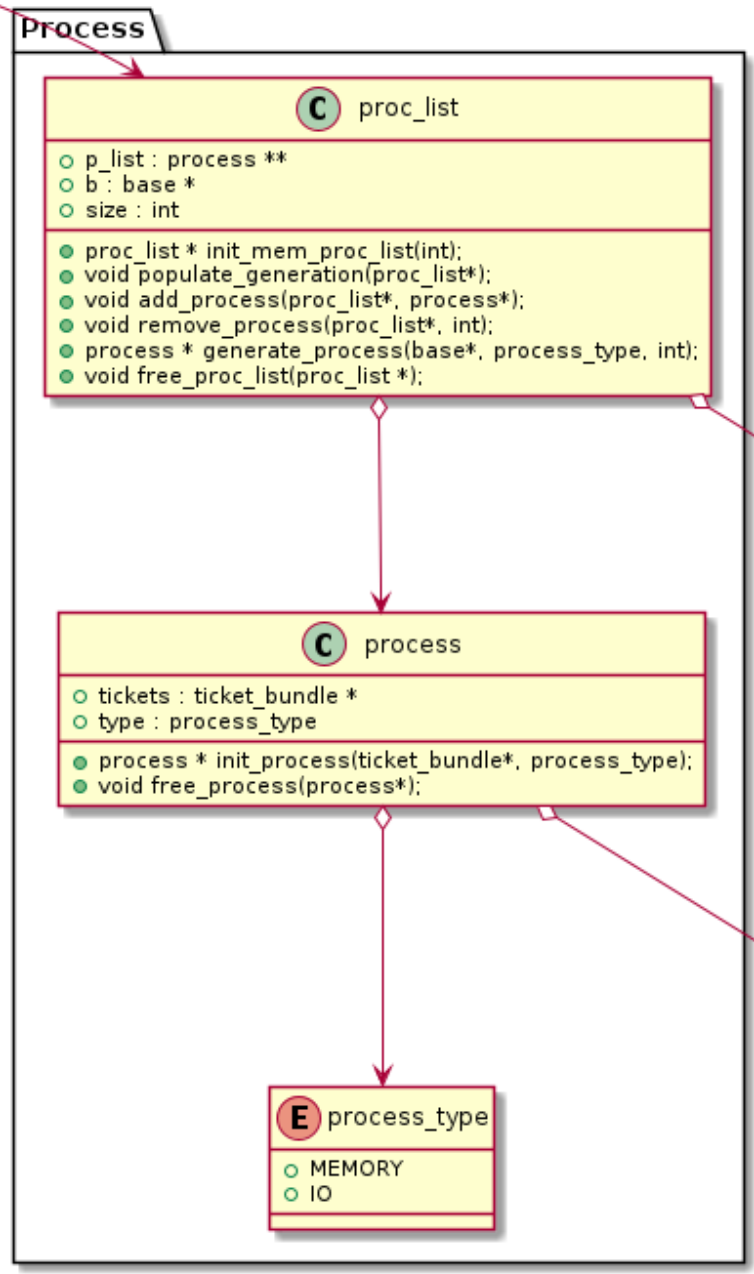 Process
C proc_list
p_list : process **
b : base *
size : int
proc_list * init_mem_proc_list(int);
void populate_generation(proc_list*);
void add_process(proc_list*, process*);
void remove_process(proc_list*, int);
process * generate_process(base*, process_type, int);
void free_proc_list(proc_list *);
C process
tickets : ticket_bundle *
type : process_type
process * init_process(ticket_bundle*, process_type);
void free_process(process*);
E process_type
MEMORY
IO